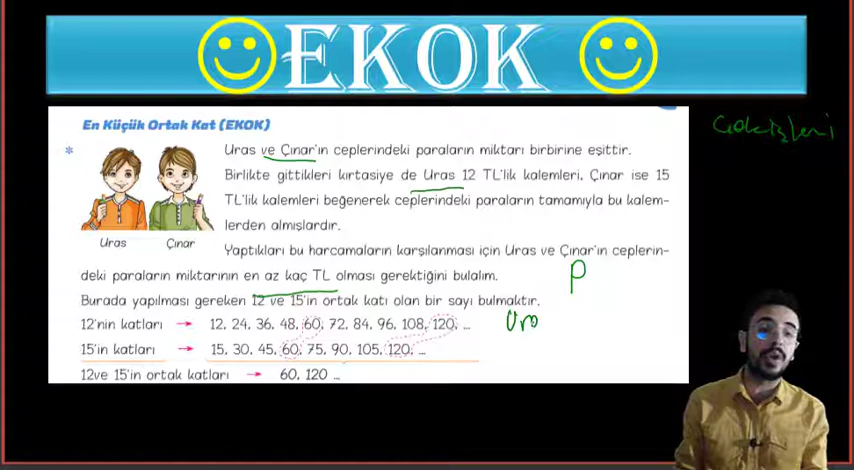 EKOK
En Küçük Ortak Kat (EKOK)
* Uras ve Çınar'ın ceplerindeki paraların miktarı birbirine eşittir.
Birlikte gittikleri kırtasiye de Uras 12 TL'lik kalemleri, Çınar ise 15
TL'lik kalemleri beğenerek ceplerindeki paraların tamamıyla bu kalem-
lerden almışlardır.
Uras Çınar
Yaptıkları bu harcamaların karşılanması için Uras ve Çınar'ın ceplerin-
deki paraların miktarının en az kaç TL olması gerektiğini bulalım.
P
Burada yapılması gereken 12 ve 15'in ortak katı olan bir sayı bulmaktır.
12'nin katları → 12, 24, 36, 48, 60, 72, 84, 96, 108, 120, ...
Uro
15'in katları → 15, 30, 45, 60, 75, 90, 105, 120, ...
12ve 15'in ortak katları → 60, 120 ...